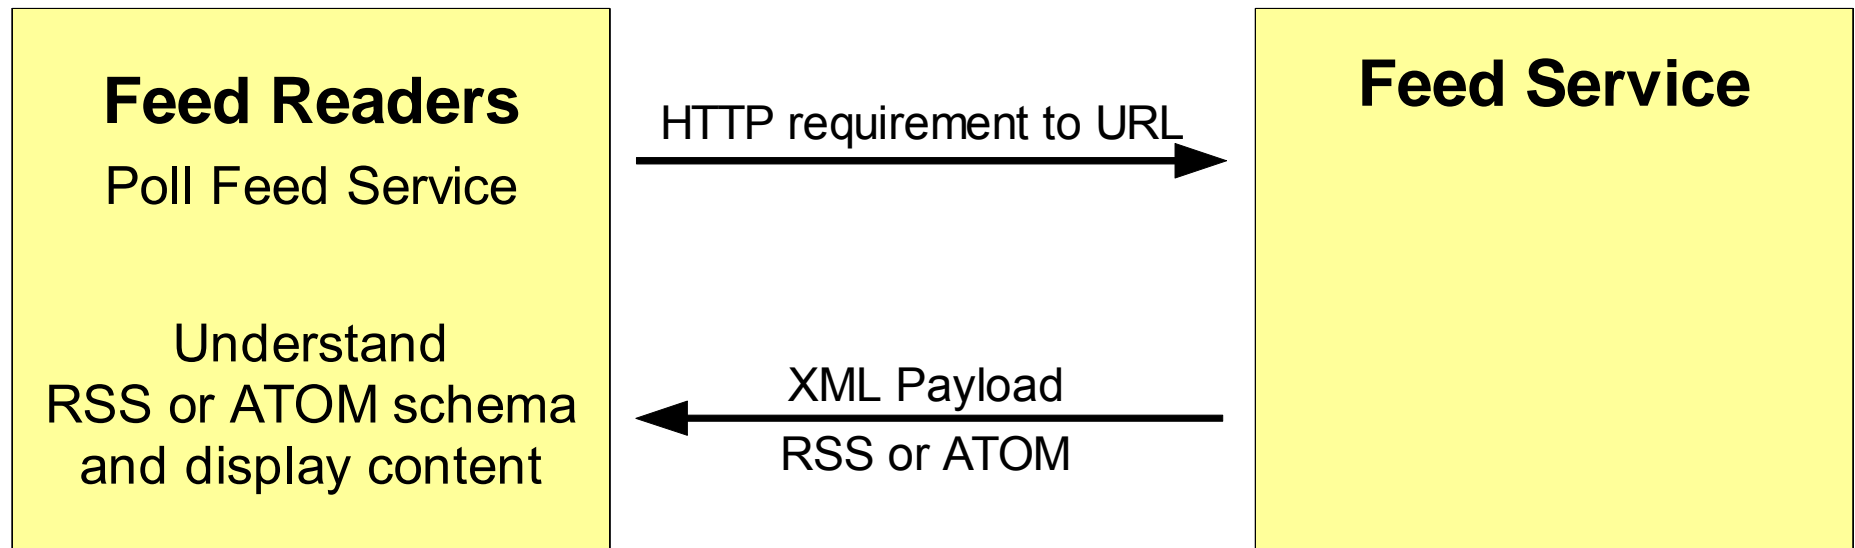 Feed Readers
Poll Feed Service
Understand
RSS or ATOM schema
and display content
HTTP requirement to URL
XML Payload
RSS or ATOM
Feed Service